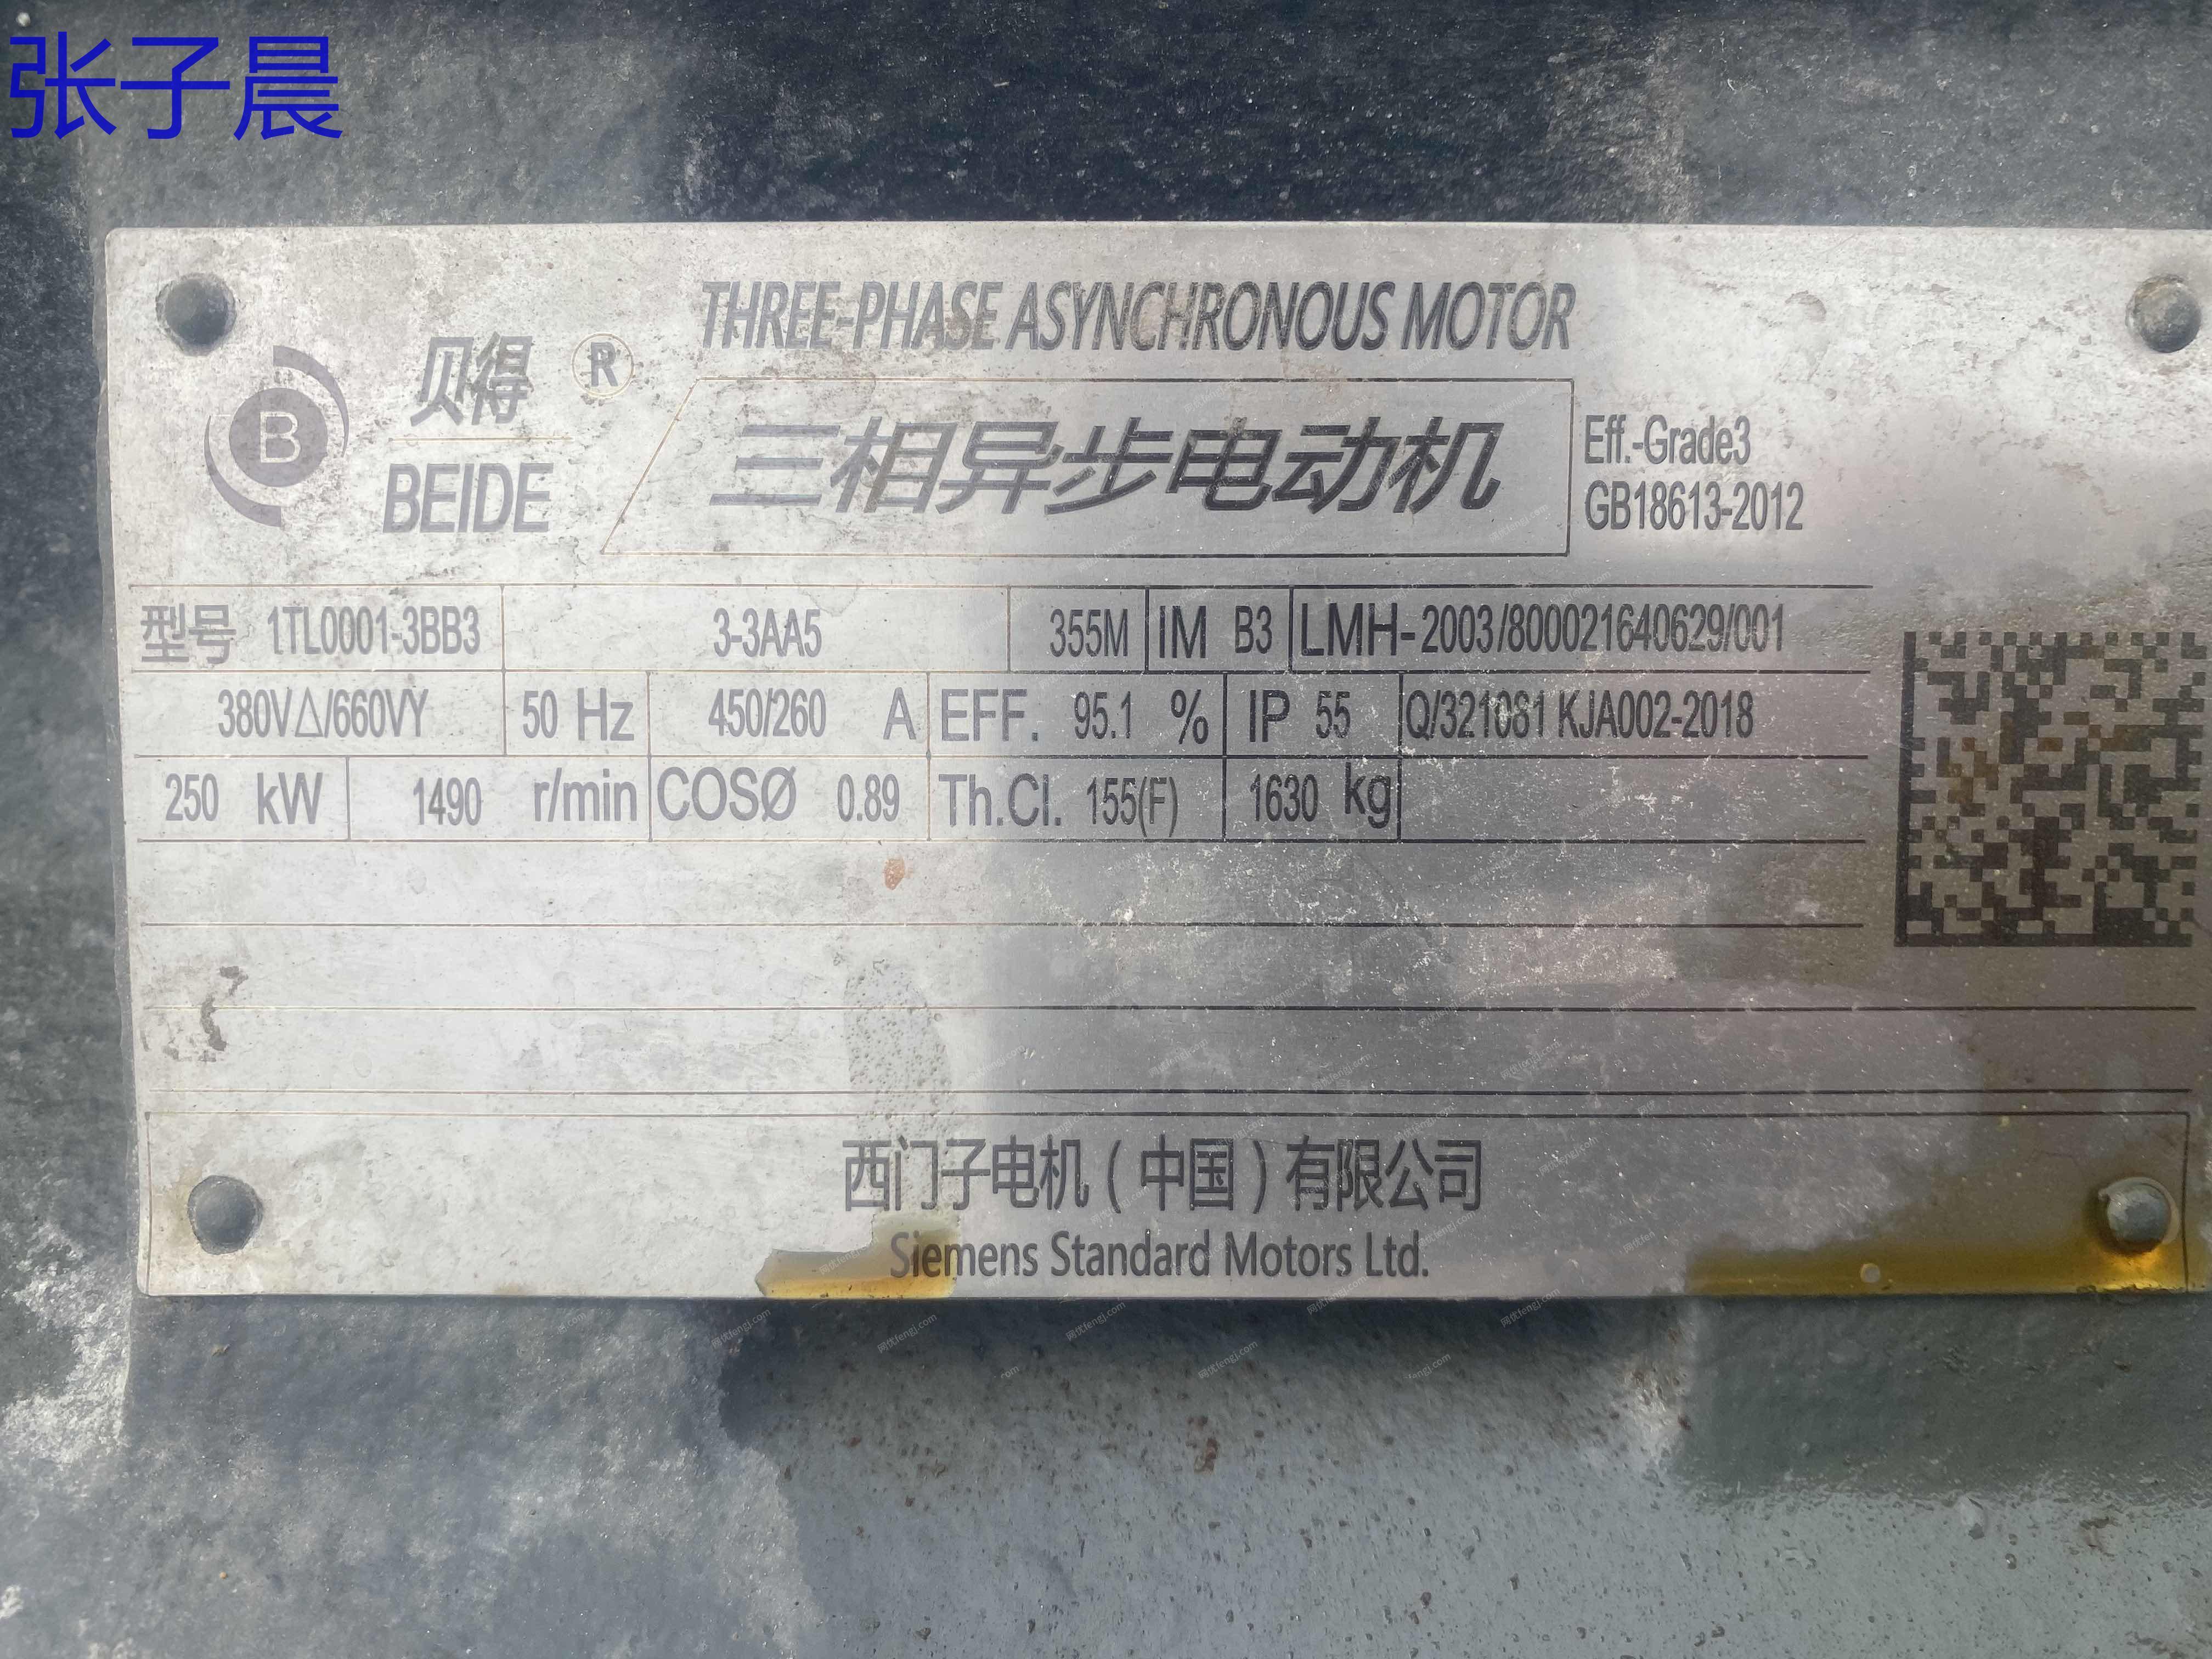 张子晨
THREE-PHASE ASYNCHRONOUS MOTOR
贝得 ®
B
BEIDE
三相异步电动机
Eff.-Grade3
GB18613-2012
型号 1TL0001-3BB3 3-3AA5 355M IM B3 LMH-2003/800021640629/001
380V△/660VY 50 Hz 450/260 A EFF. 95.1 % IP 55 Q/321081 KJA002-2018
250 kW 1490 r/min COSØ 0.89 Th.Cl. 155(F) 1630 kg
西门子电机(中国)有限公司
Siemens Standard Motors Ltd.